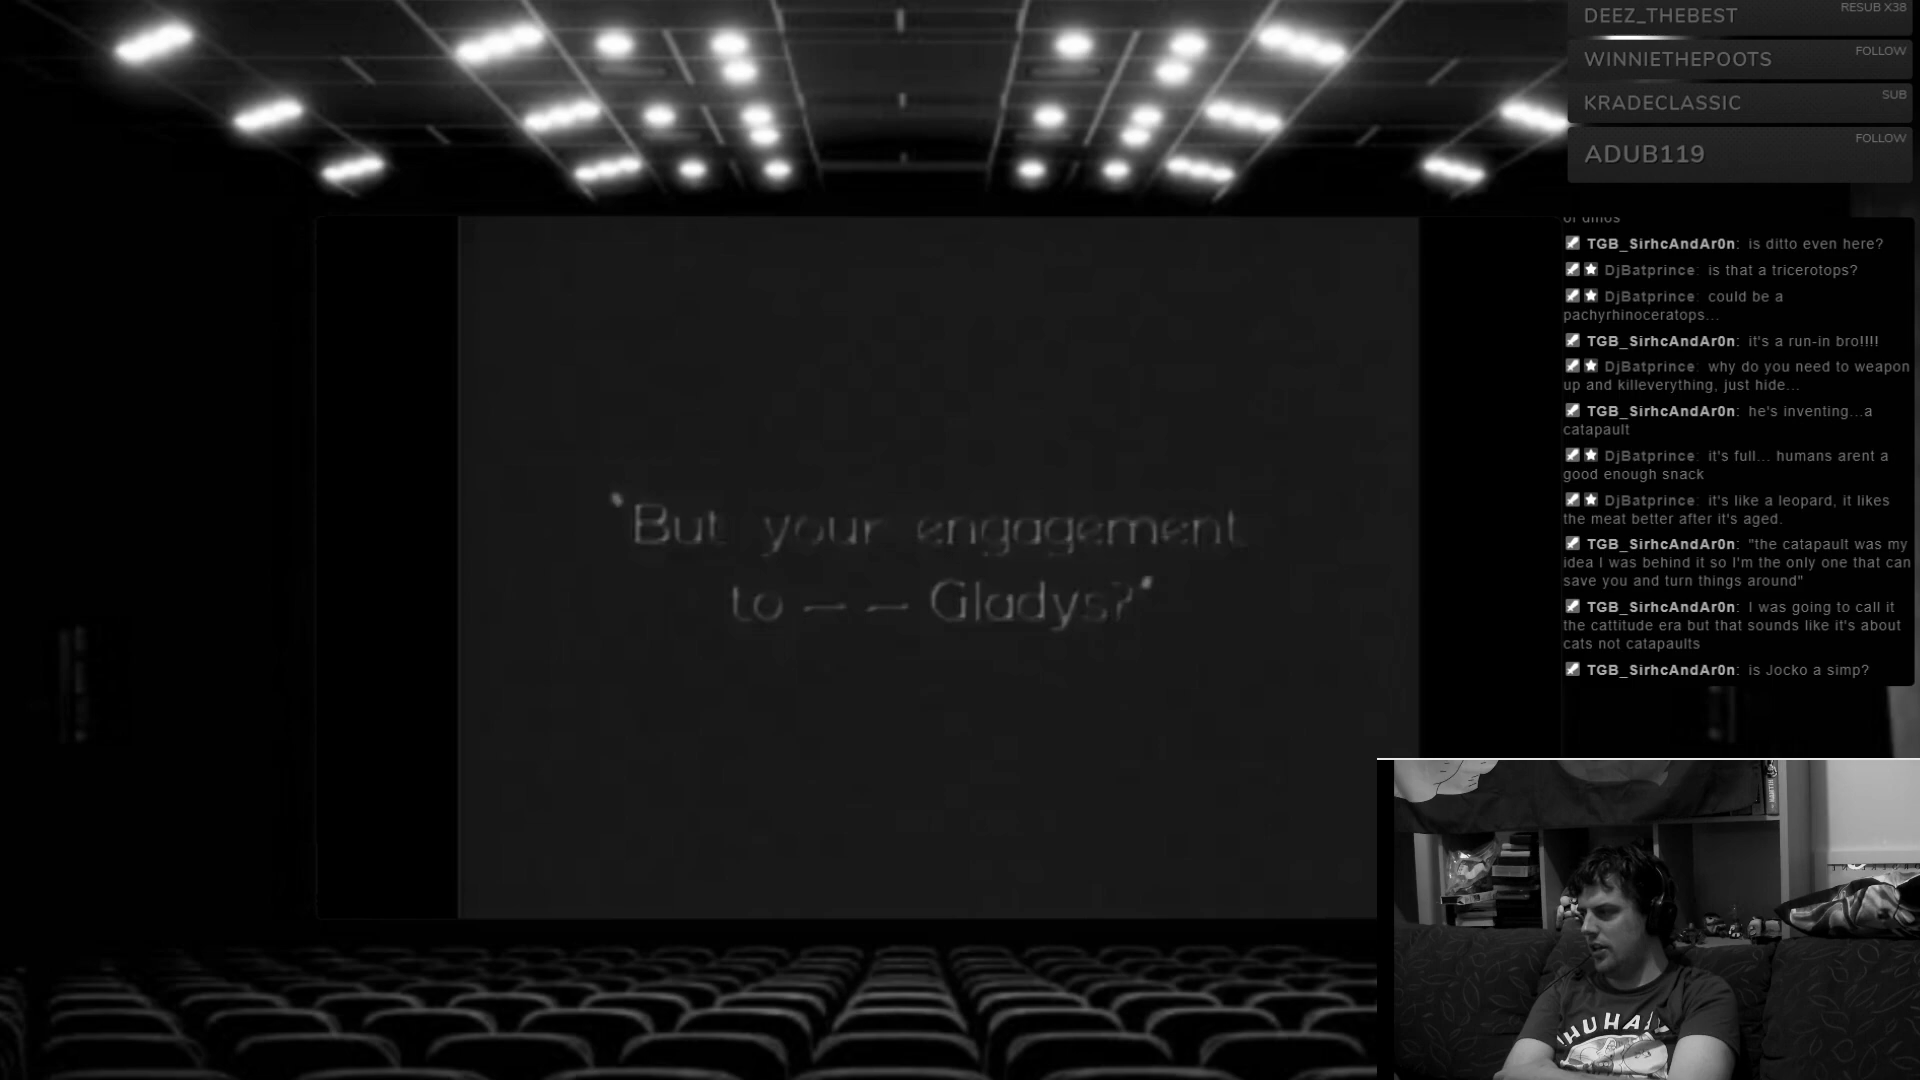 DEEZ_THEBEST RESUB X38
WINNIETHEPOOTS FOLLOW
KRADECLASSIC SUB
ADUB119 FOLLOW
"But your engagement
to — — Gladys?"
of dinos
TGB_SirhcAndAr0n: is ditto even here?
DjBatprince: is that a tricerotops?
DjBatprince: could be a
pachyrhinoceratops...
TGB_SirhcAndAr0n: it's a run-in bro!!!!
DjBatprince: why do you need to weapon
up and killeverything, just hide...
TGB_SirhcAndAr0n: he's inventing...a
catapault
DjBatprince: it's full... humans arent a
good enough snack
DjBatprince: it's like a leopard, it likes
the meat better after it's aged.
TGB_SirhcAndAr0n: "the catapault was my
idea I was behind it so I'm the only one that can
save you and turn things around"
TGB_SirhcAndAr0n: I was going to call it
the cattitude era but that sounds like it's about
cats not catapaults
TGB_SirhcAndAr0n: is Jocko a simp?